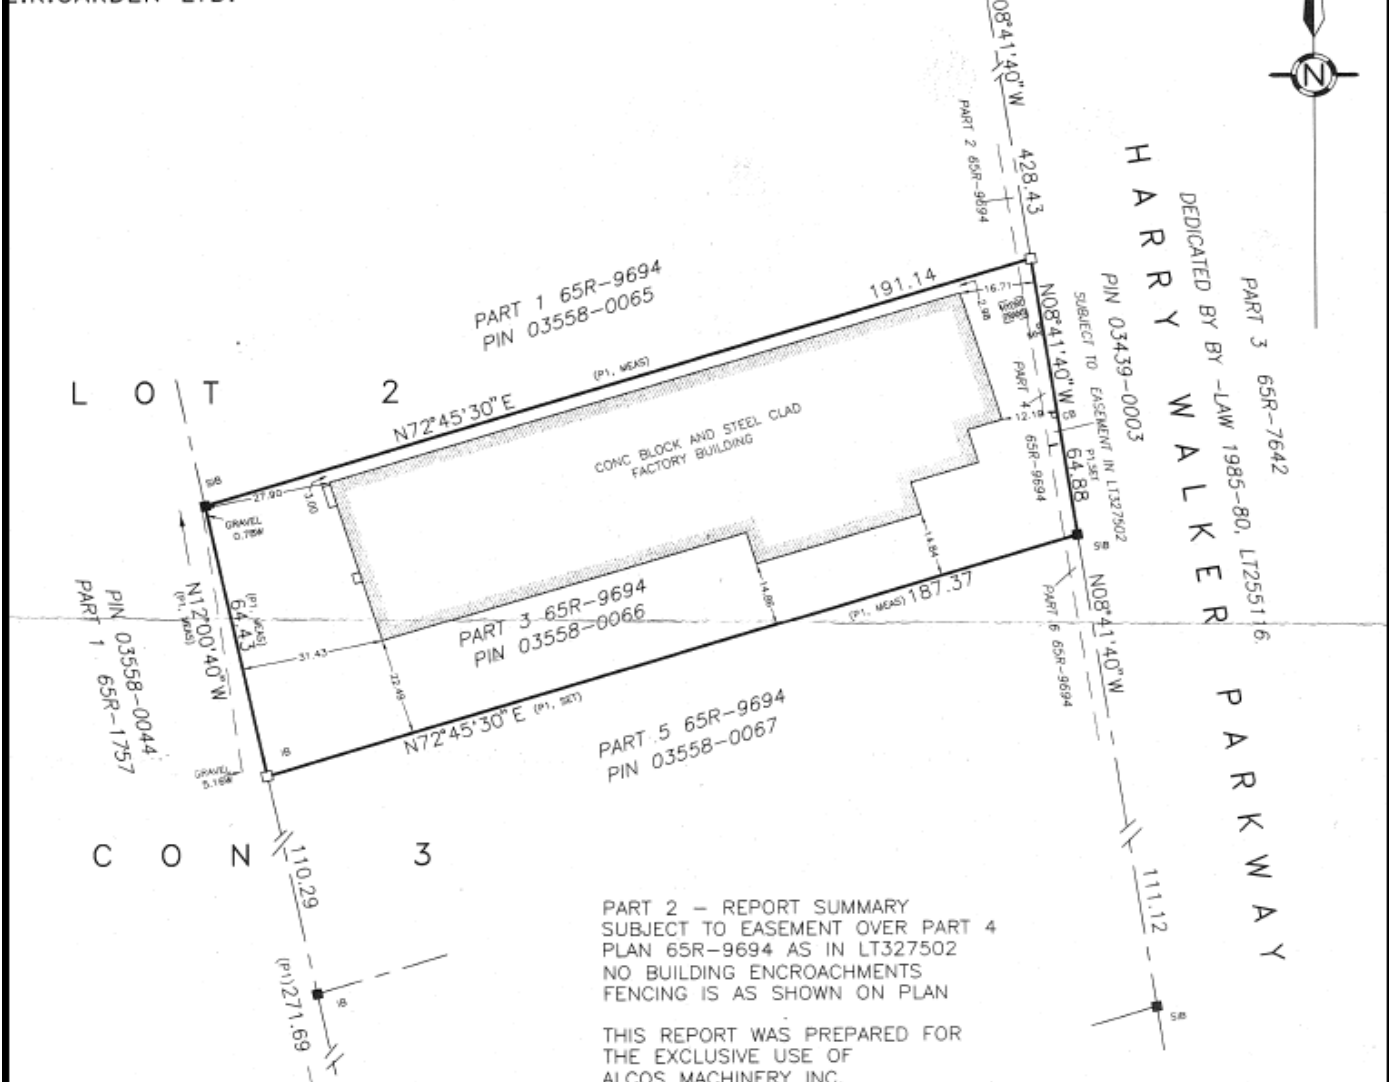 N08°41'40"W
N
PART 2 65R-9694
428.43
HARRY WALKER PARKWAY
DEDICATED BY BY-LAW 1985-80, LT255116.
PART 3 65R-7642
PIN 03439-0003
SUBJECT TO EASEMENT IN LT327502
PART 1 65R-9694
PIN 03558-0065
191.14
16.71
2.98
N08°41'40"W
(P1, MEAS)
LOT 2
N72°45'30"E
CONC BLOCK AND STEEL CLAD
FACTORY BUILDING
PART 4
65R-9694
12.19
P1,SET
64.88
SIB
27.90
3.00
GRAVEL
0.78W
14.84
SIB
187.37
(P1, MEAS)
14.86
N08°41'40"W
PART 6 65R-9694
N12°00'40"W
(P1, MEAS)
64.43
(P1, MEAS)
PIN 03558-0044
PART 1 65R-1757
PART 3 65R-9694
PIN 03558-0066
31.43
22.49
N72°45'30"E (P1, SET)
PART 5 65R-9694
PIN 03558-0067
IB
GRAVEL
5.16W
CON 3
110.29
111.12
(P1)271.69
IB
SIB
PART 2 – REPORT SUMMARY
SUBJECT TO EASEMENT OVER PART 4
PLAN 65R-9694 AS IN LT327502
NO BUILDING ENCROACHMENTS
FENCING IS AS SHOWN ON PLAN
THIS REPORT WAS PREPARED FOR
THE EXCLUSIVE USE OF
ALCOS MACHINERY INC.